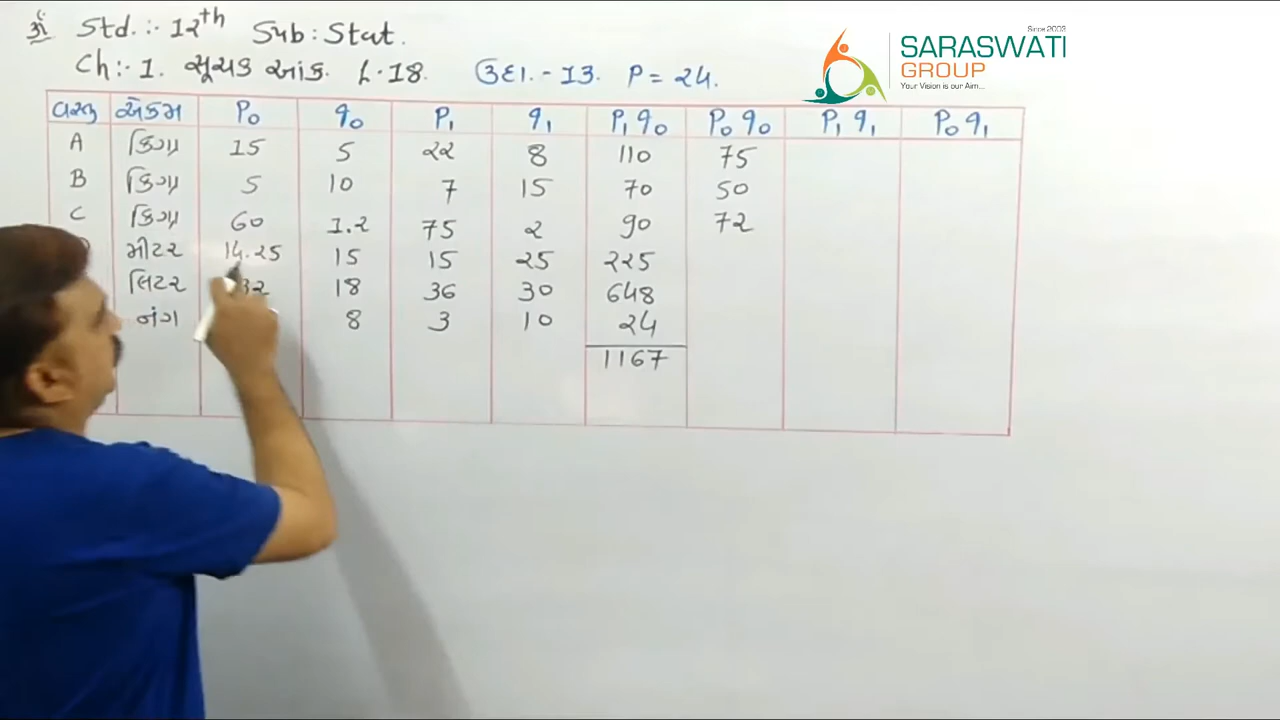 ૐ Std. :- 12th Sub : Stat.
Ch :- 1. સૂચક આંક. L.18. ઉદા. - 13. P = 24.
Since 2003
SARASWATI
GROUP
Your Vision is our Aim...
વસ્તુ એકમ P₀ q₀ P₁ q₁ P₁q₀ P₀q₀ P₁q₁ P₀q₁
A કિગ્રા 15 5 22 8 110 75
B કિગ્રા 5 10 7 15 70 50
C કિગ્રા 60 1.2 75 2 90 72
મીટર 14.25 15 15 25 225
લિટર 32 18 36 30 648
નંગ 8 3 10 24
1167